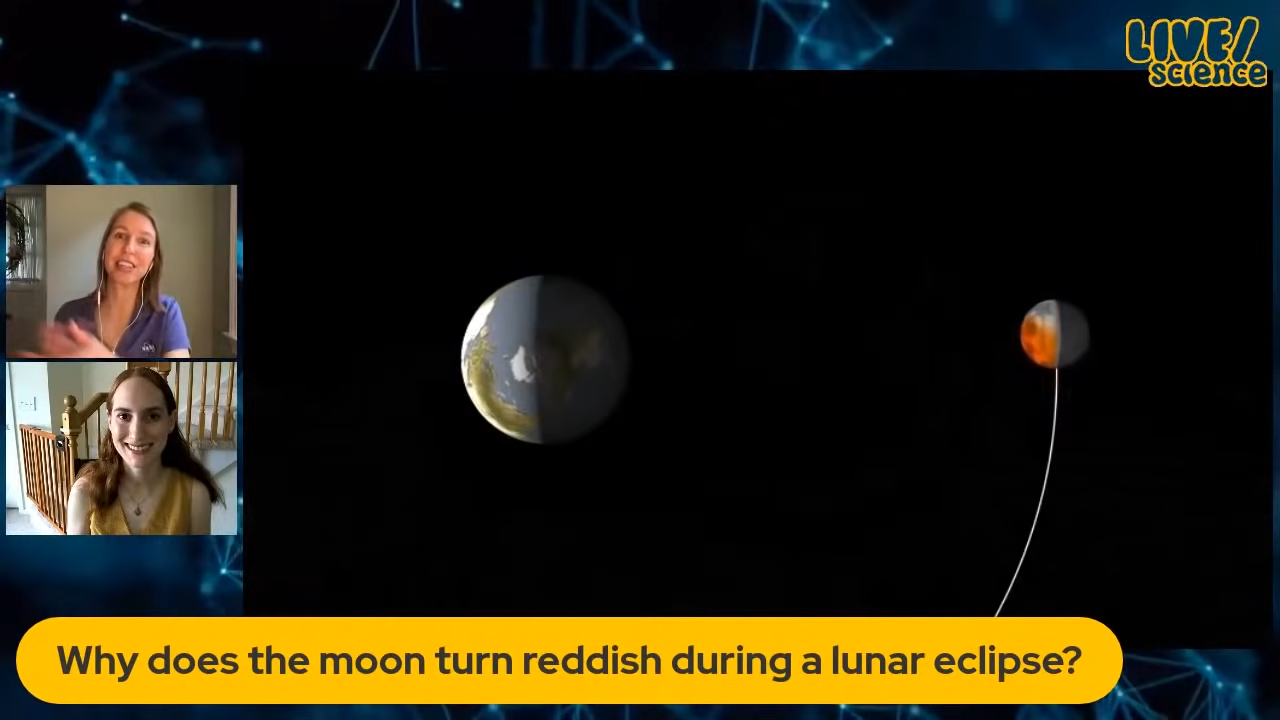 LIVE/
science
Why does the moon turn reddish during a lunar eclipse?